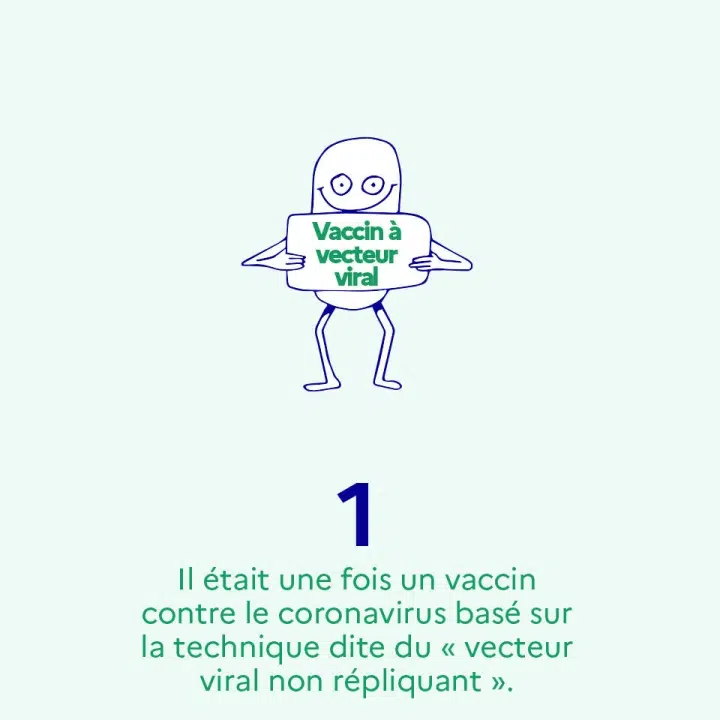 Vaccin à
vecteur
viral
1
Il était une fois un vaccin
contre le coronavirus basé sur
la technique dite du « vecteur
viral non répliquant ».